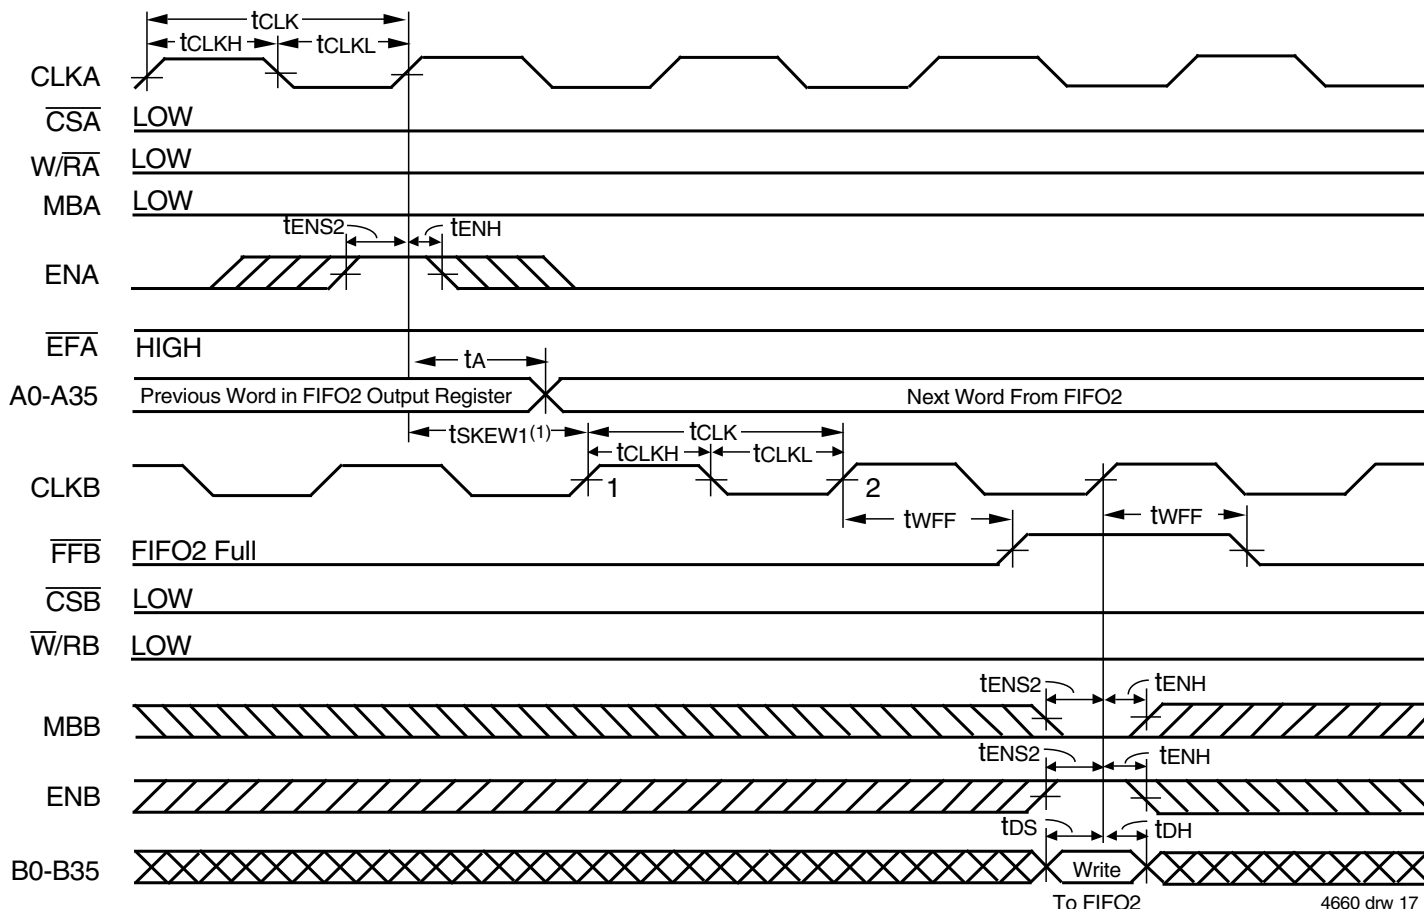 tCLK
tCLKH tCLKL
CLKA
CSA LOW
W/RA LOW
MBA LOW
tENS2 tENH
ENA
EFA HIGH
tA
A0-A35 Previous Word in FIFO2 Output Register Next Word From FIFO2
tSKEW1(1) tCLK
tCLKH tCLKL
CLKB 1 2
tWFF tWFF
FFB FIFO2 Full
CSB LOW
W/RB LOW
tENS2 tENH
MBB
tENS2 tENH
ENB
tDS tDH
B0-B35 Write
To FIFO2
4660 drw 17